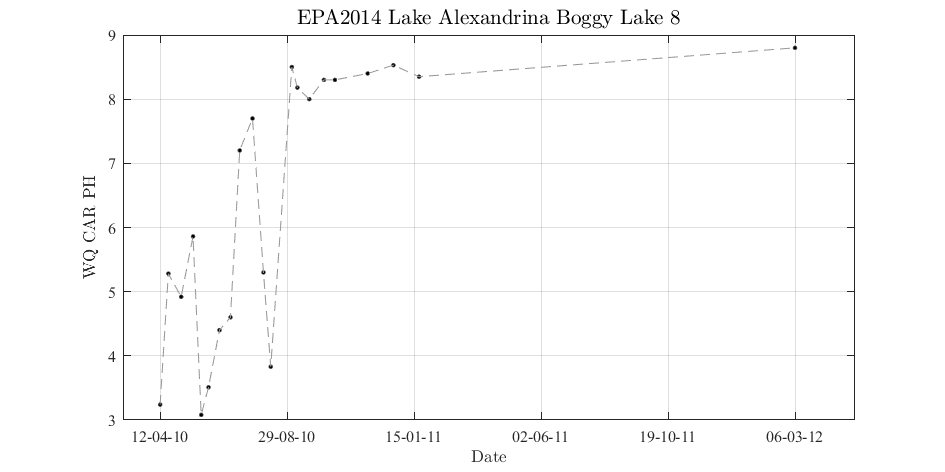 EPA2014 Lake Alexandrina Boggy Lake 8
WQ CAR PH
9
8
7
6
5
4
3
12-04-10 29-08-10 15-01-11 02-06-11 19-10-11 06-03-12
Date